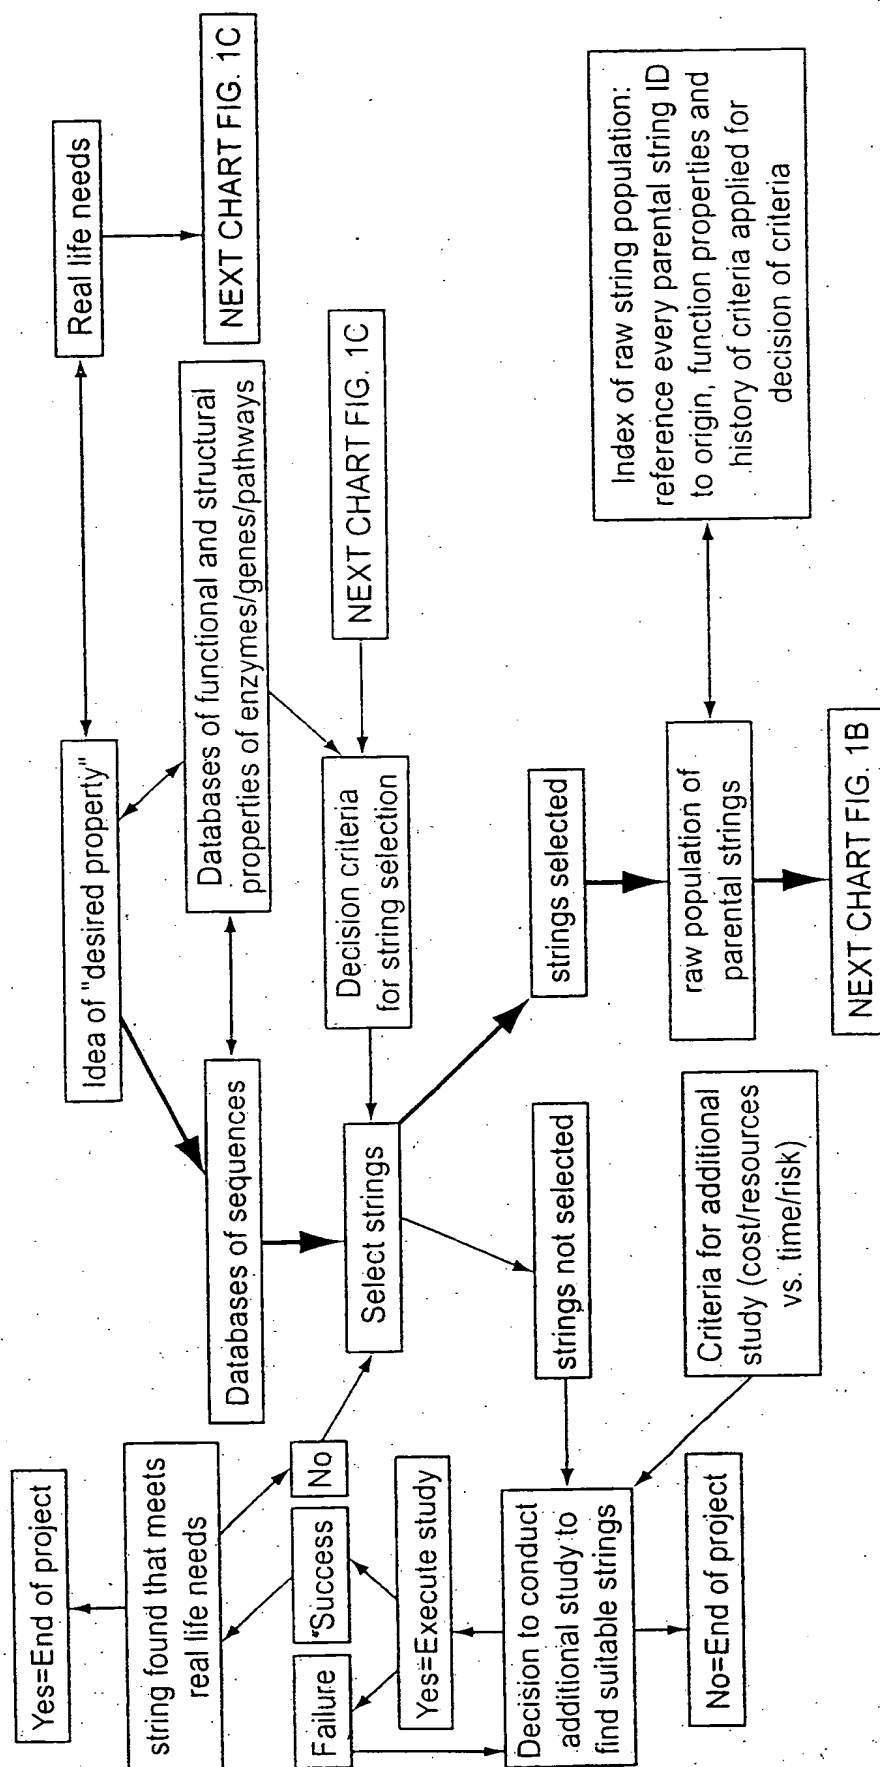 Yes=End of project
string found that meets
real life needs
Failure
"Success
No
Yes=Execute study
Decision to conduct
additional study to
find suitable strings
No=End of project
Idea of "desired property"
Real life needs
NEXT CHART FIG. 1C
Databases of sequences
Databases of functional and structural
properties of enzymes/genes/pathways
Select strings
Decision criteria
for string selection
NEXT CHART FIG. 1C
strings not selected
strings selected
Criteria for additional
study (cost/resources
vs. time/risk)
raw population of
parental strings
Index of raw string population:
reference every parental string ID
to origin, function properties and
history of criteria applied for
decision of criteria
NEXT CHART FIG. 1B